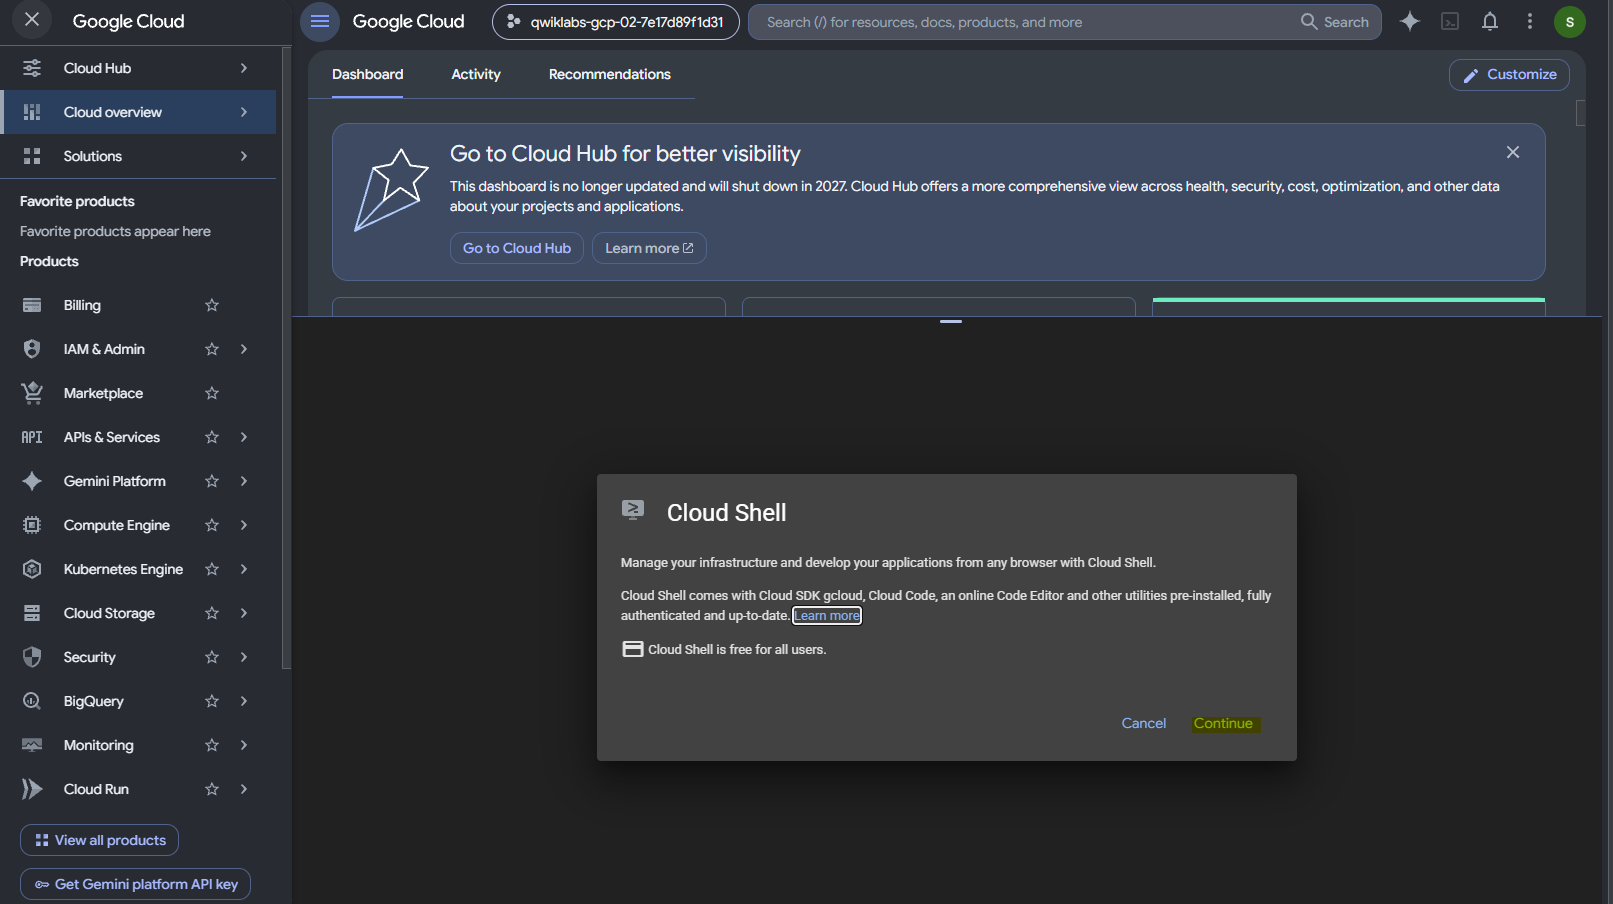 Google Cloud
Cloud Hub
Cloud overview
Solutions
Favorite products
Favorite products appear here
Products
Billing
IAM & Admin
Marketplace
API APIs & Services
Gemini Platform
Compute Engine
Kubernetes Engine
Cloud Storage
Security
BigQuery
Monitoring
Cloud Run
View all products
Get Gemini platform API key
Google Cloud
qwiklabs-gcp-02-7e17d89f1d31
Search (/) for resources, docs, products, and more
Search
S
Dashboard
Activity
Recommendations
Customize
Go to Cloud Hub for better visibility
This dashboard is no longer updated and will shut down in 2027. Cloud Hub offers a more comprehensive view across health, security, cost, optimization, and other data
about your projects and applications.
Go to Cloud Hub
Learn more
Cloud Shell
Manage your infrastructure and develop your applications from any browser with Cloud Shell.
Cloud Shell comes with Cloud SDK gcloud, Cloud Code, an online Code Editor and other utilities pre-installed, fully
authenticated and up-to-date. Learn more
Cloud Shell is free for all users.
Cancel
Continue